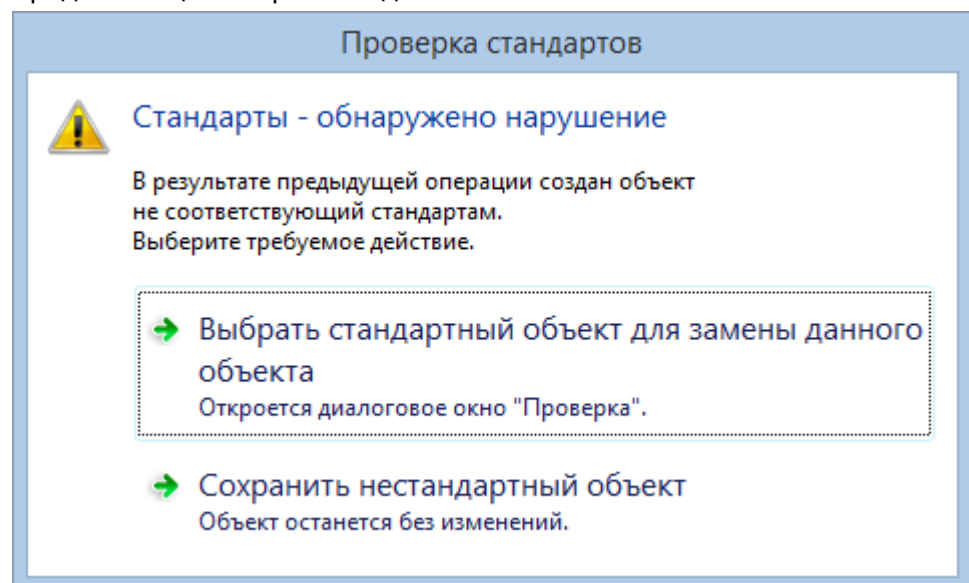 Проверка стандартов
Стандарты - обнаружено нарушение
В результате предыдущей операции создан объект
не соответствующий стандартам.
Выберите требуемое действие.
Выбрать стандартный объект для замены данного
объекта
Откроется диалоговое окно "Проверка".
Сохранить нестандартный объект
Объект останется без изменений.